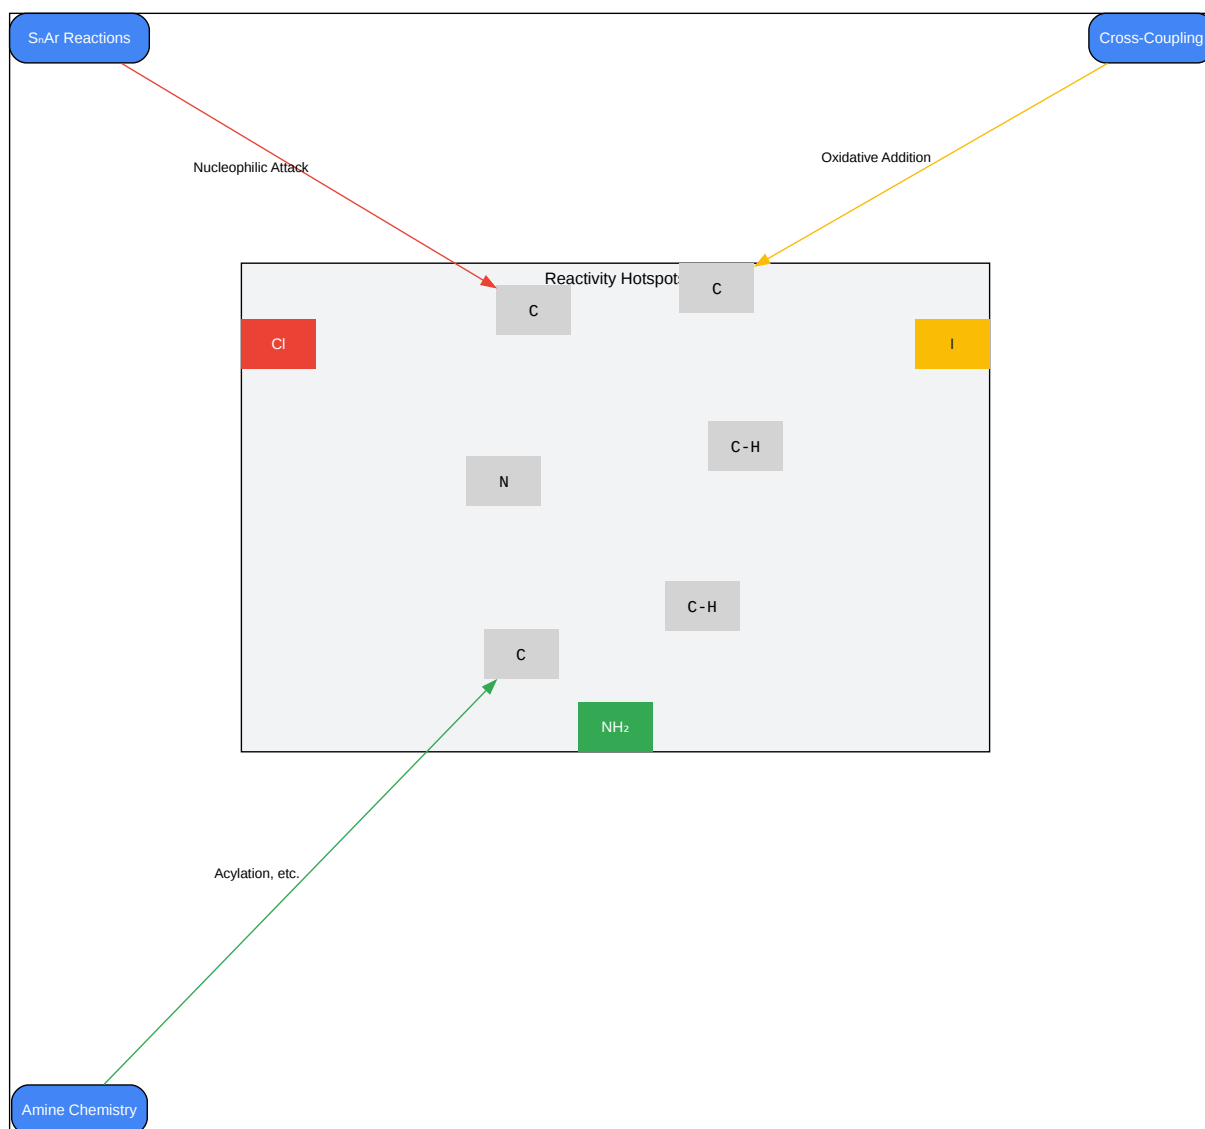 SₙAr Reactions
Cross-Coupling
Oxidative Addition
Nucleophilic Attack
Reactivity Hotspots
C
C
Cl
I
C-H
N
C-H
C
NH₂
Acylation, etc.
Amine Chemistry